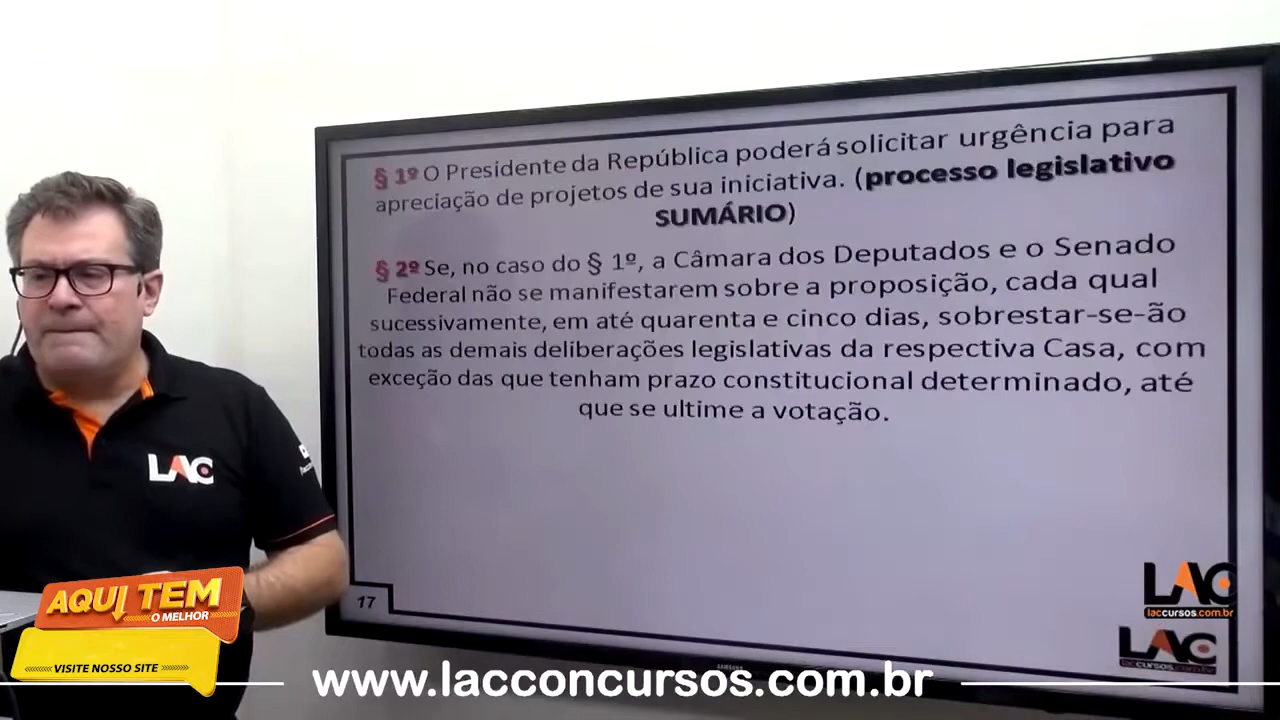 § 1º O Presidente da República poderá solicitar urgência para
apreciação de projetos de sua iniciativa. (processo legislativo
SUMÁRIO)
§ 2º Se, no caso do § 1º, a Câmara dos Deputados e o Senado
Federal não se manifestarem sobre a proposição, cada qual
sucessivamente, em até quarenta e cinco dias, sobrestar-se-ão
todas as demais deliberações legislativas da respectiva Casa, com
exceção das que tenham prazo constitucional determinado, até
que se ultime a votação.
17
LAC
laccursos.com.br
LAC
laccursos.com.br
SAMSUNG
LAC
AQUI TEM
O MELHOR
VISITE NOSSO SITE
www.lacconcursos.com.br